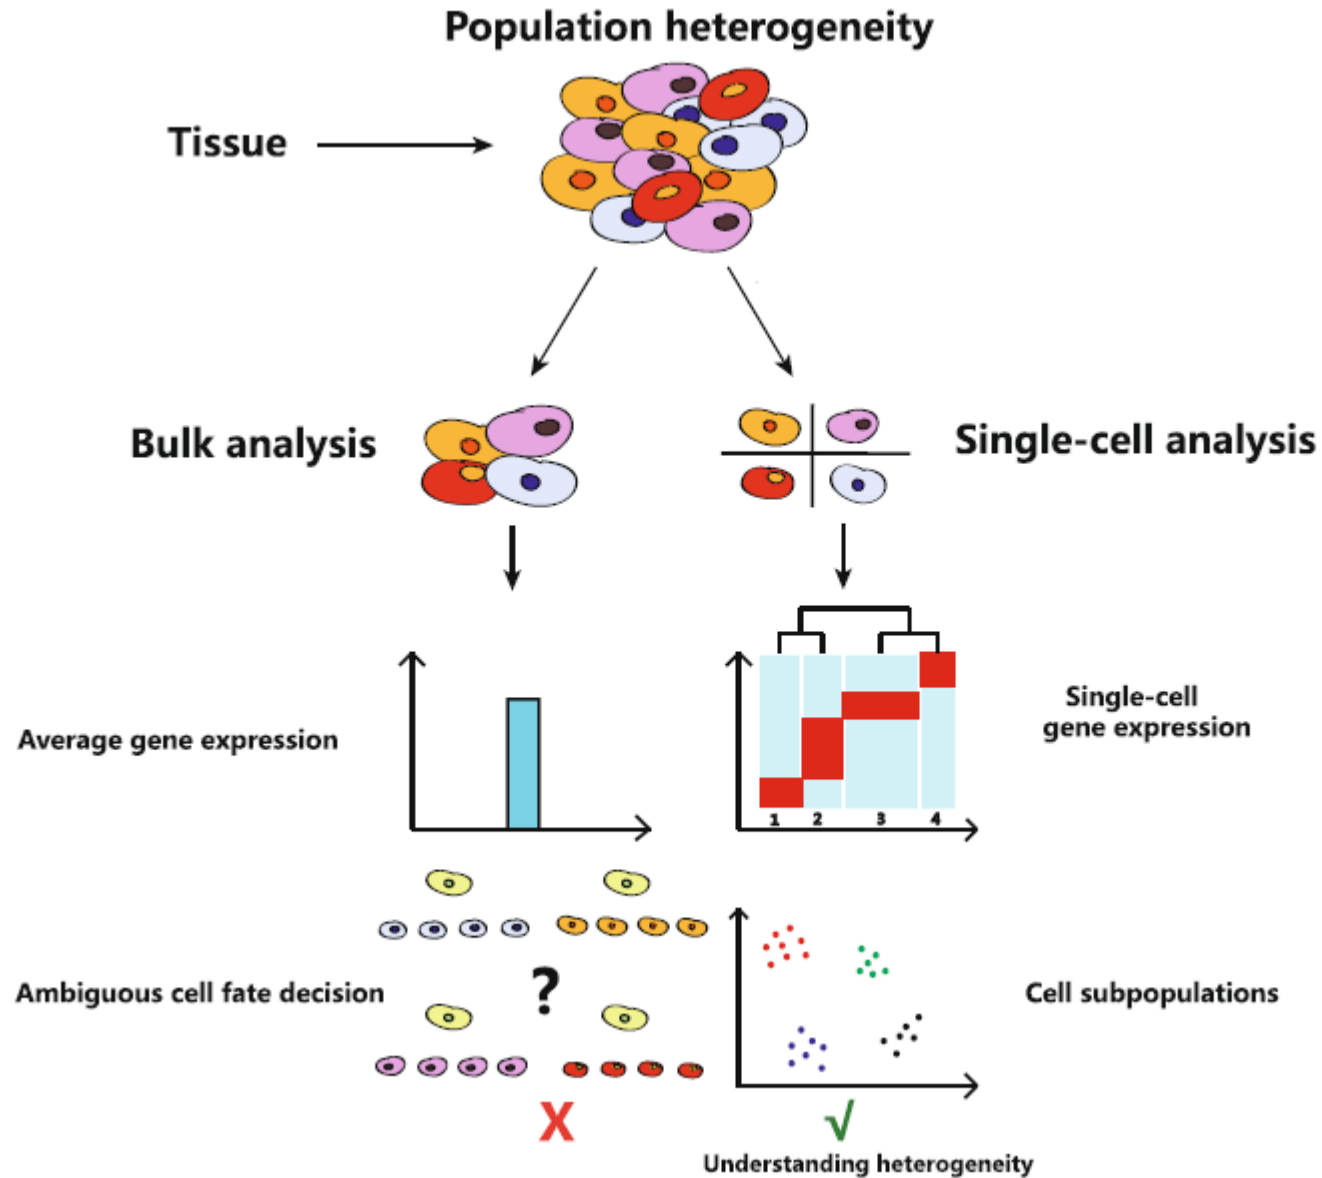 Population heterogeneity
Tissue
Bulk analysis
Single-cell analysis
Average gene expression
Single-cell
gene expression
1 2 3 4
Ambiguous cell fate decision
?
Cell subpopulations
X
√
Understanding heterogeneity